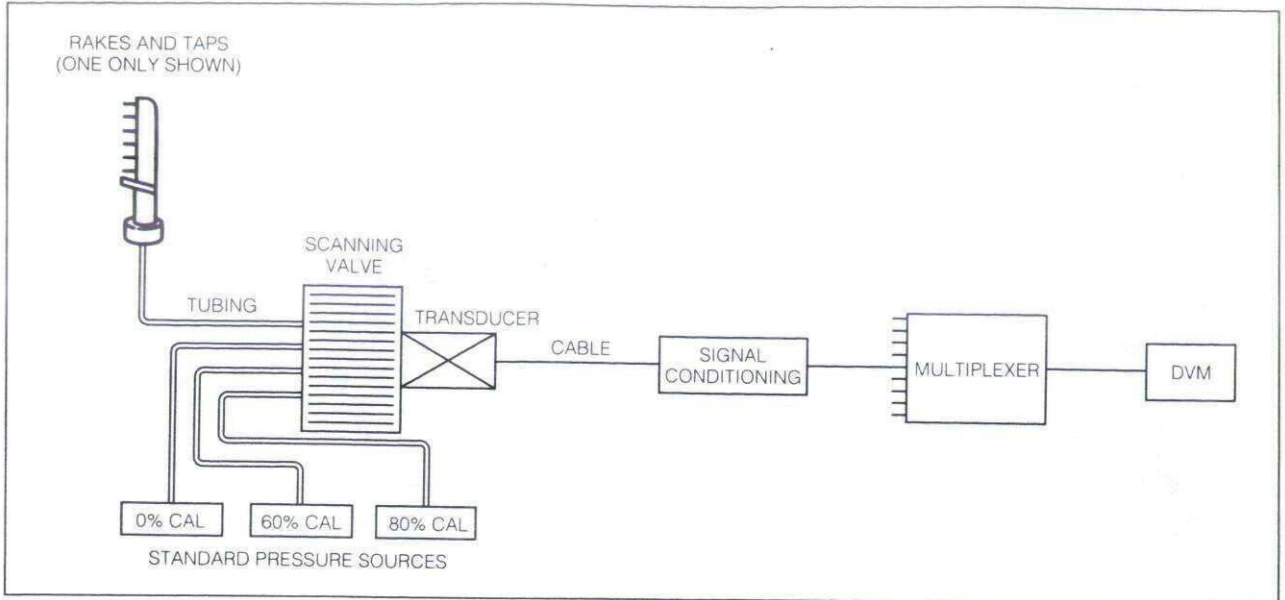 RAKES AND TAPS
(ONE ONLY SHOWN)
SCANNING
VALVE
TUBING
TRANSDUCER
CABLE
SIGNAL
CONDITIONING
MULTIPLEXER
DVM
0% CAL
60% CAL
80% CAL
STANDARD PRESSURE SOURCES